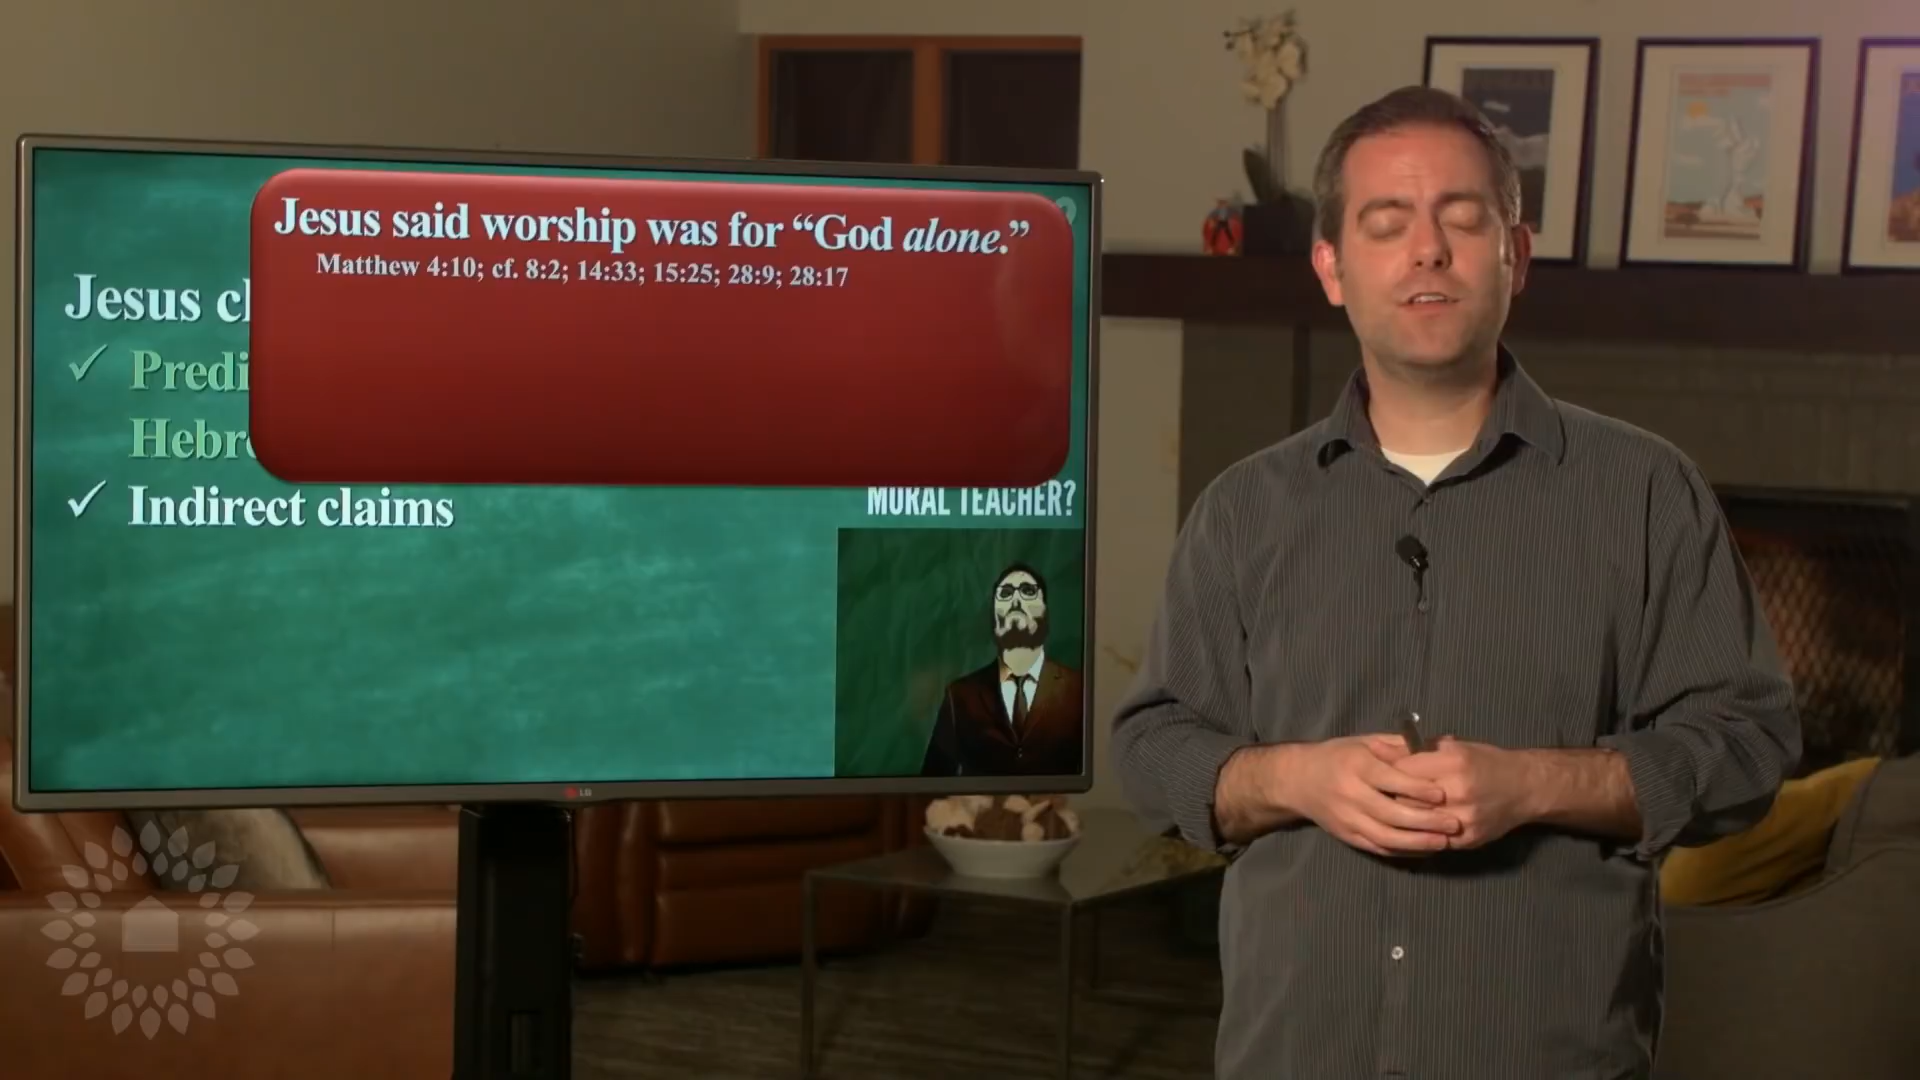 Jesus said worship was for “God alone.”
Matthew 4:10; cf. 8:2; 14:33; 15:25; 28:9; 28:17
Jesus cl
✓ Predi
Hebr
✓ Indirect claims
MORAL TEACHER?
LG